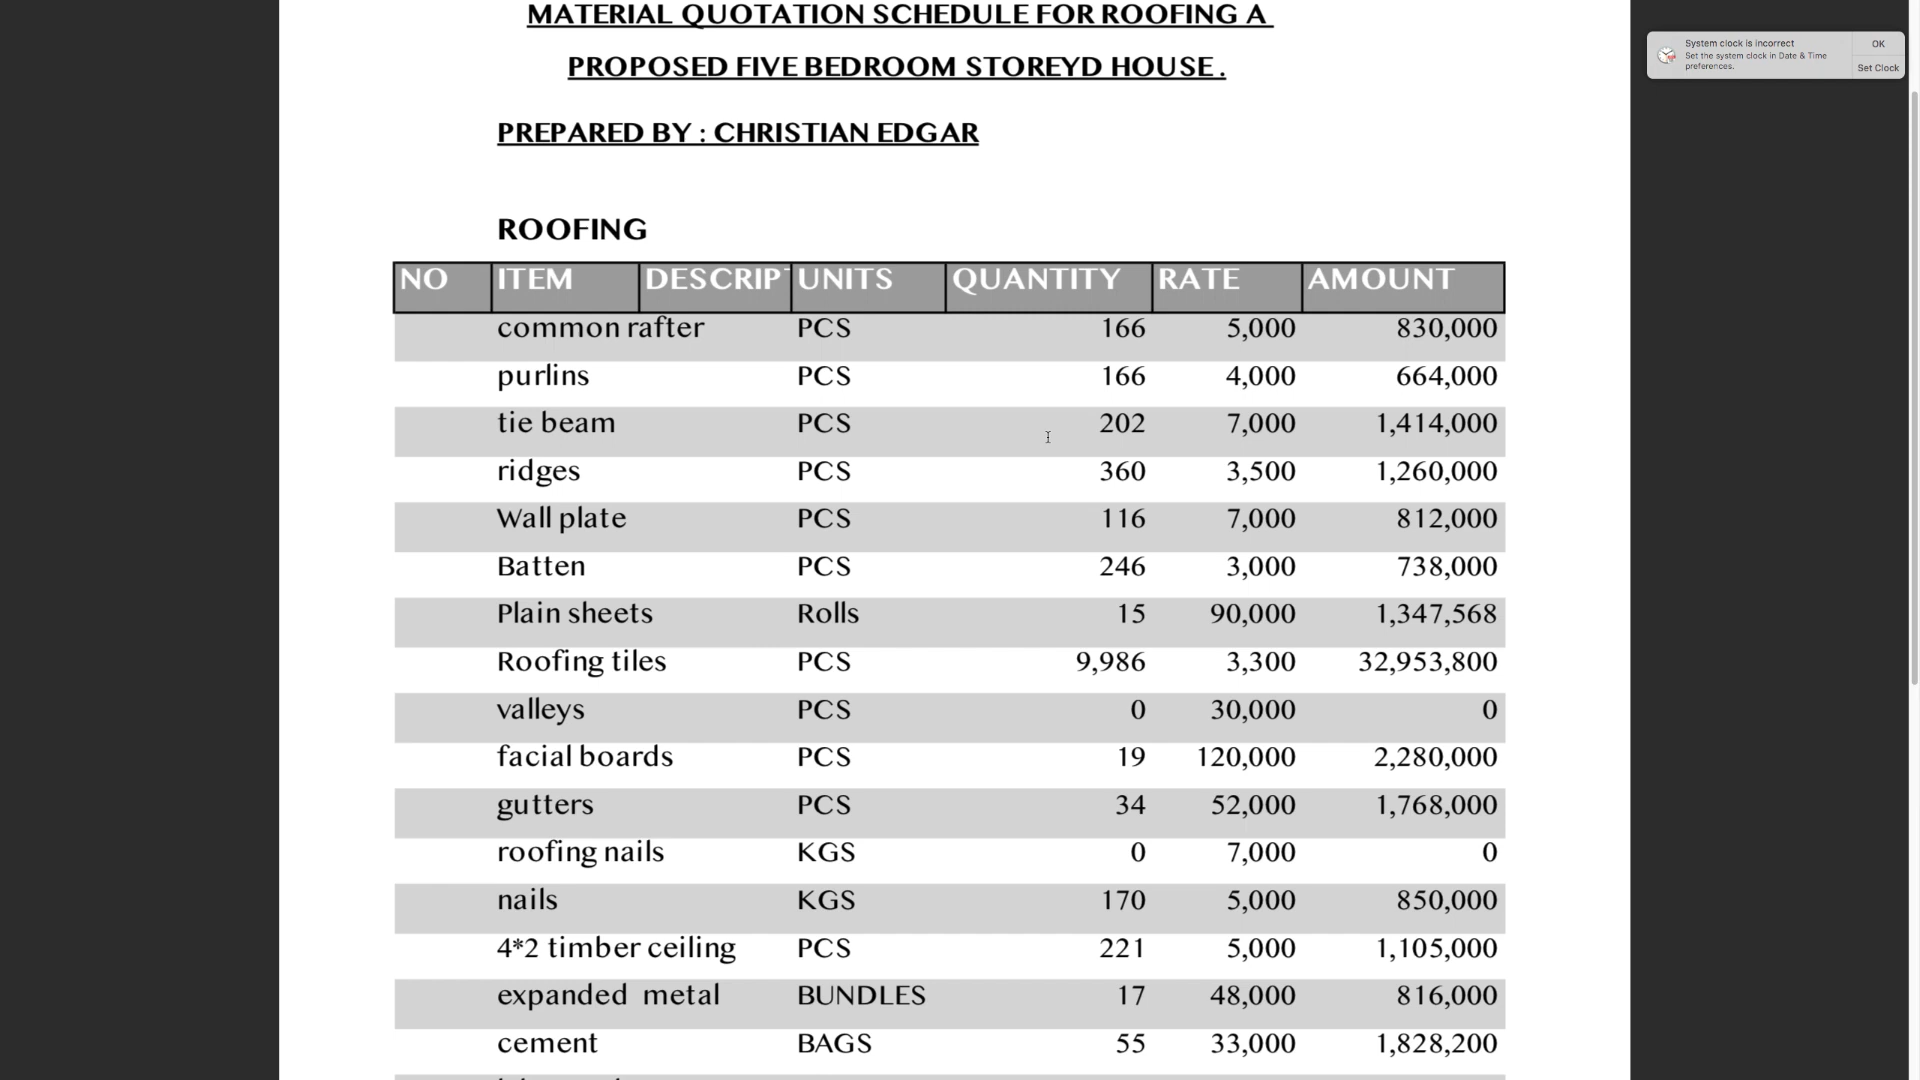 MATERIAL QUOTATION SCHEDULE FOR ROOFING A
PROPOSED FIVE BEDROOM STOREYD HOUSE .
PREPARED BY : CHRISTIAN EDGAR
ROOFING
NO ITEM DESCRIP UNITS QUANTITY RATE AMOUNT
common rafter PCS 166 5,000 830,000
purlins PCS 166 4,000 664,000
tie beam PCS 202 7,000 1,414,000
ridges PCS 360 3,500 1,260,000
Wall plate PCS 116 7,000 812,000
Batten PCS 246 3,000 738,000
Plain sheets Rolls 15 90,000 1,347,568
Roofing tiles PCS 9,986 3,300 32,953,800
valleys PCS 0 30,000 0
facial boards PCS 19 120,000 2,280,000
gutters PCS 34 52,000 1,768,000
roofing nails KGS 0 7,000 0
nails KGS 170 5,000 850,000
4*2 timber ceiling PCS 221 5,000 1,105,000
expanded metal BUNDLES 17 48,000 816,000
cement BAGS 55 33,000 1,828,200
System clock is incorrect
Set the system clock in Date & Time
preferences.
OK
Set Clock